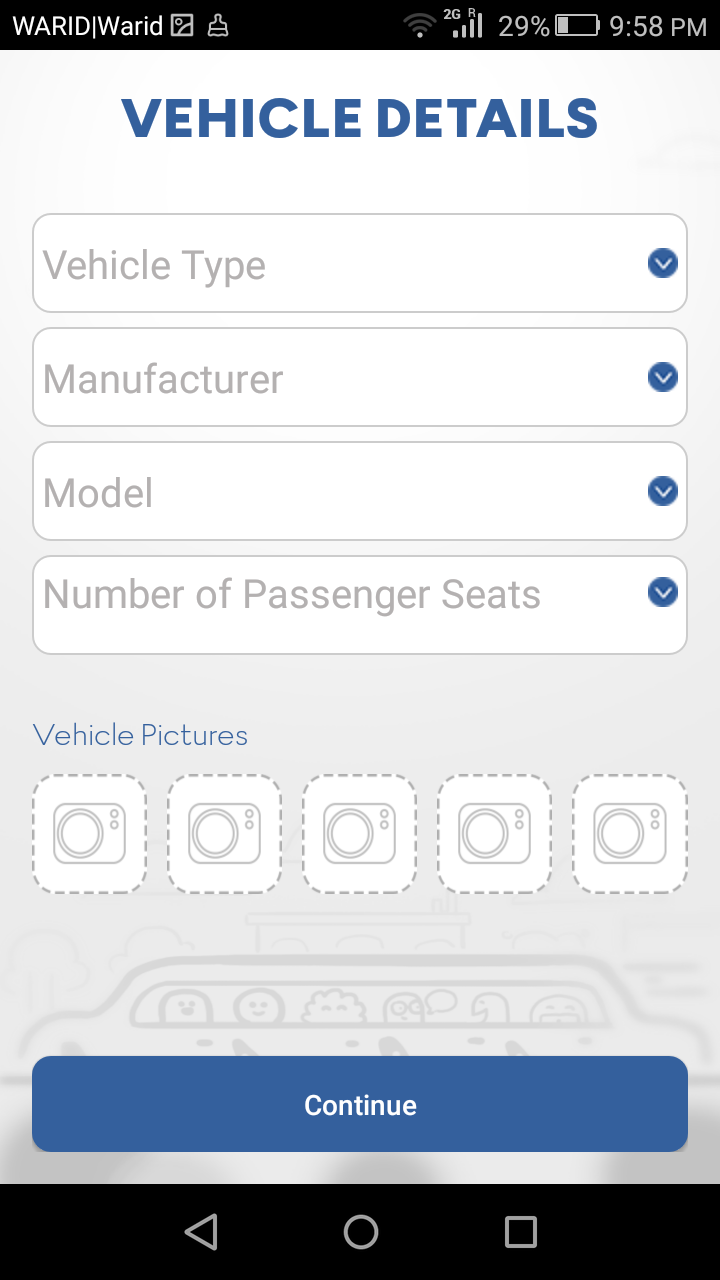 WARID|Warid 2G R 29% 9:58 PM
VEHICLE DETAILS
Vehicle Type
Manufacturer
Model
Number of Passenger Seats
Vehicle Pictures
Continue